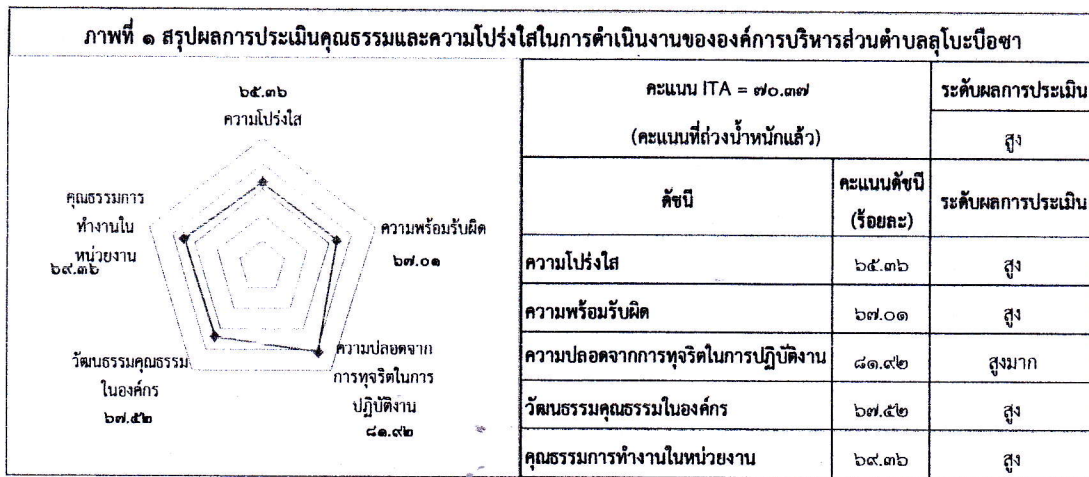 ภาพที่ ๑ สรุปผลการประเมินคุณธรรมและความโปร่งใสในการดำเนินงานขององค์การบริหารส่วนตำบลลุโบะบือซา
๖๕.๓๖
ความโปร่งใส
ความพร้อมรับผิด
๖๗.๐๑
ความปลอดจาก
การทุจริตในการ
ปฏิบัติงาน
๘๑.๙๒
วัฒนธรรมคุณธรรม
ในองค์กร
๖๗.๕๒
คุณธรรมการ
ทำงานใน
หน่วยงาน
๖๙.๓๖
คะแนน ITA = ๗๐.๓๗
(คะแนนที่ถ่วงน้ำหนักแล้ว)
ระดับผลการประเมิน
สูง
ดัชนี
คะแนนดัชนี
(ร้อยละ)
ระดับผลการประเมิน
ความโปร่งใส ๖๕.๓๖ สูง
ความพร้อมรับผิด ๖๗.๐๑ สูง
ความปลอดจากการทุจริตในการปฏิบัติงาน ๘๑.๙๒ สูงมาก
วัฒนธรรมคุณธรรมในองค์กร ๖๗.๕๒ สูง
คุณธรรมการทำงานในหน่วยงาน ๖๙.๓๖ สูง